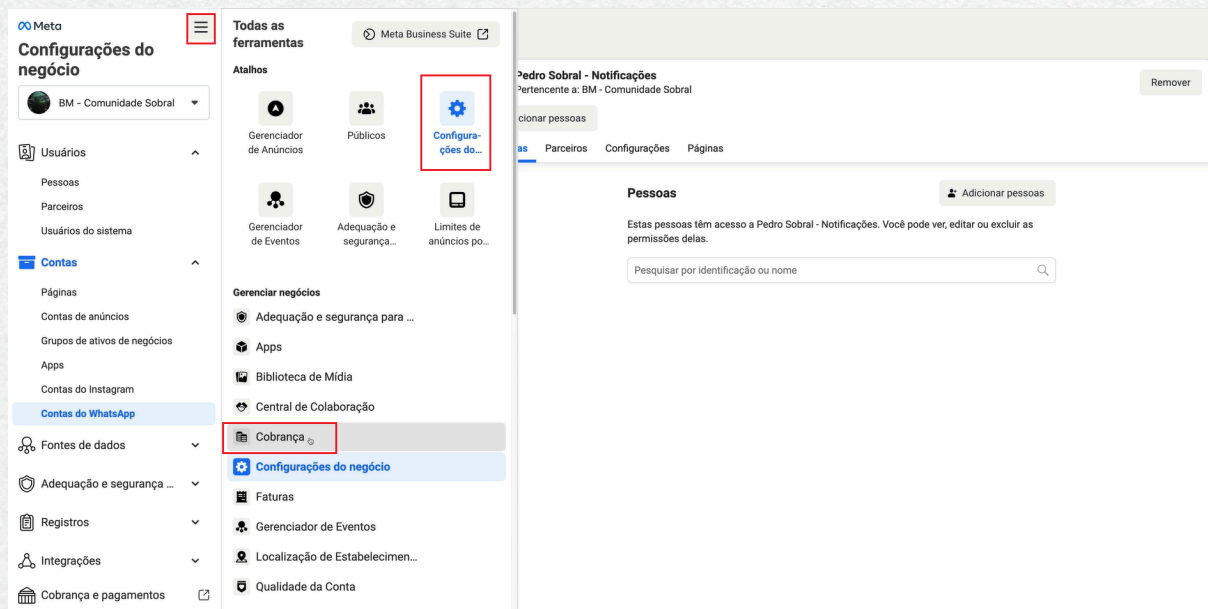 Meta
Configurações do
negócio
BM - Comunidade Sobral
Usuários
Pessoas
Parceiros
Usuários do sistema
Contas
Páginas
Contas de anúncios
Grupos de ativos de negócios
Apps
Contas do Instagram
Contas do WhatsApp
Fontes de dados
Adequação e segurança ...
Registros
Integrações
Cobrança e pagamentos
Todas as
ferramentas
Meta Business Suite
Atalhos
Gerenciador
de Anúncios
Públicos
Configura-
ções do...
Gerenciador
de Eventos
Adequação e
segurança...
Limites de
anúncios po...
Gerenciar negócios
Adequação e segurança para ...
Apps
Biblioteca de Mídia
Central de Colaboração
Cobrança
Configurações do negócio
Faturas
Gerenciador de Eventos
Localização de Estabelecimen...
Qualidade da Conta
Pedro Sobral - Notificações
Pertencente a: BM - Comunidade Sobral
Remover
cionar pessoas
as Parceiros Configurações Páginas
Pessoas
Adicionar pessoas
Estas pessoas têm acesso a Pedro Sobral - Notificações. Você pode ver, editar ou excluir as
permissões delas.
Pesquisar por identificação ou nome